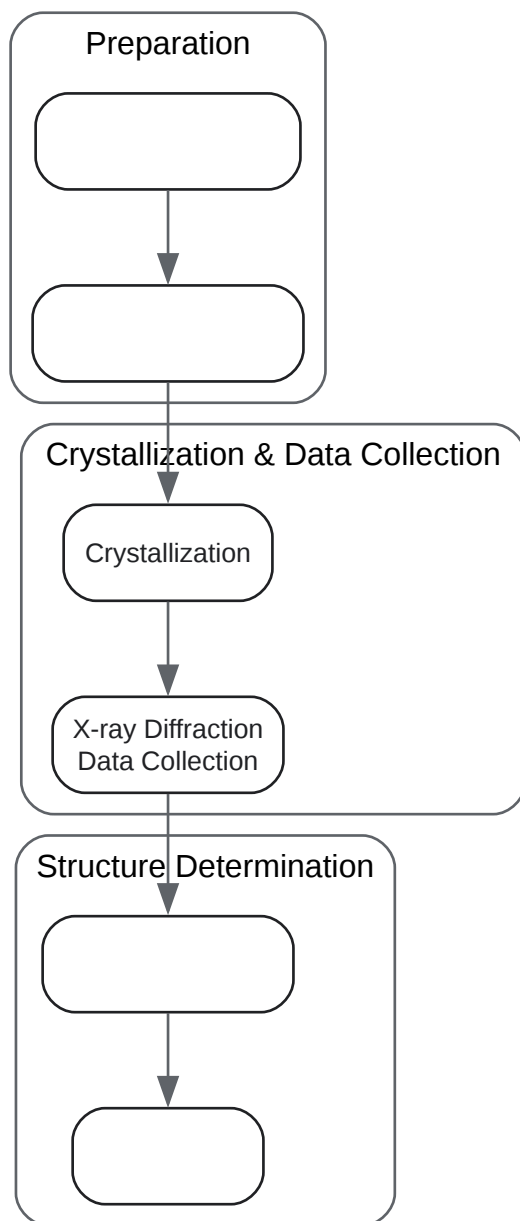 Preparation
Crystallization & Data Collection
Crystallization
X-ray Diffraction
Data Collection
Structure Determination